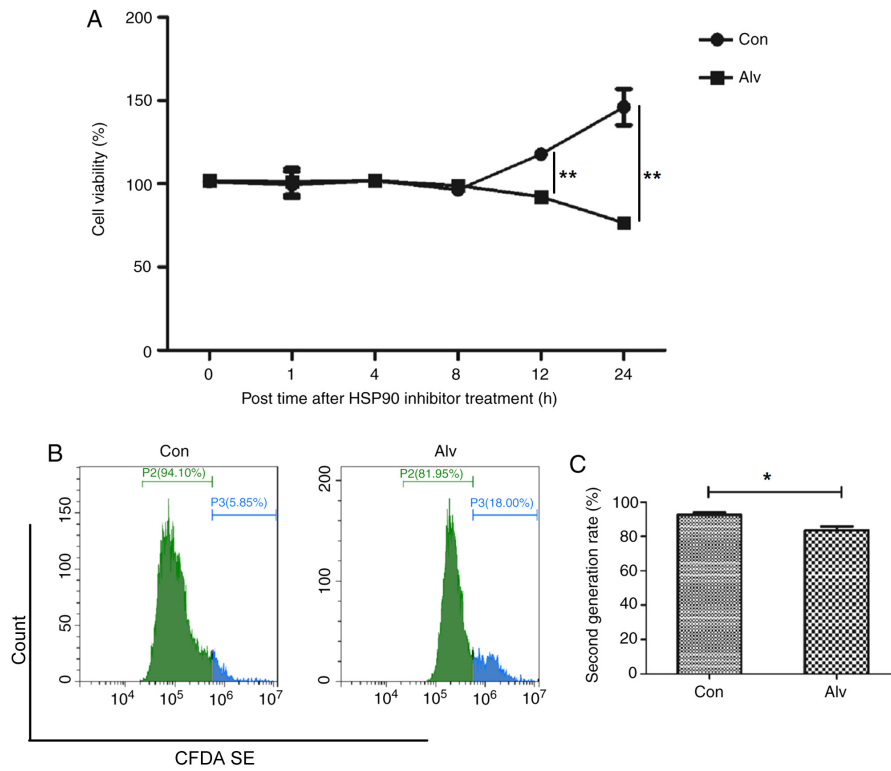 A
200
150
100
50
0
Cell viability (%)
0 1 4 8 12 24
Post time after HSP90 inhibitor treatment (h)
Con
Alv
**
**
B
Con
P2(94.10%)
P3(5.85%)
150
100
50
0
10^4 10^5 10^6 10^7
Alv
P2(81.95%)
P3(18.00%)
200
100
0
10^4 10^5 10^6 10^7
Count
CFDA SE
C
*
100
80
60
40
20
0
Second generation rate (%)
Con Alv